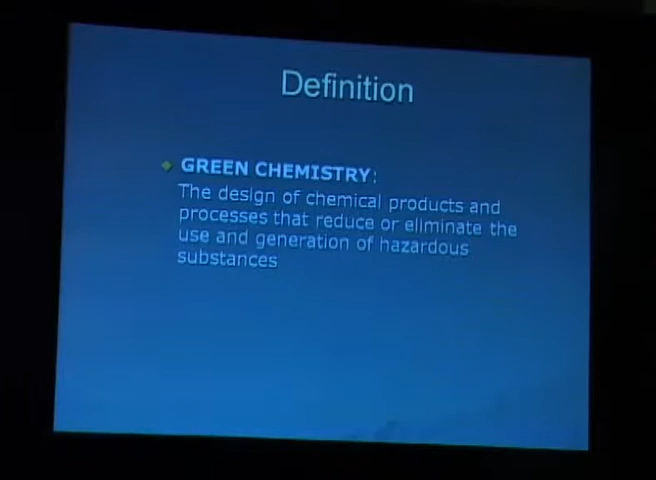 Definition
GREEN CHEMISTRY:
The design of chemical products and
processes that reduce or eliminate the
use and generation of hazardous
substances